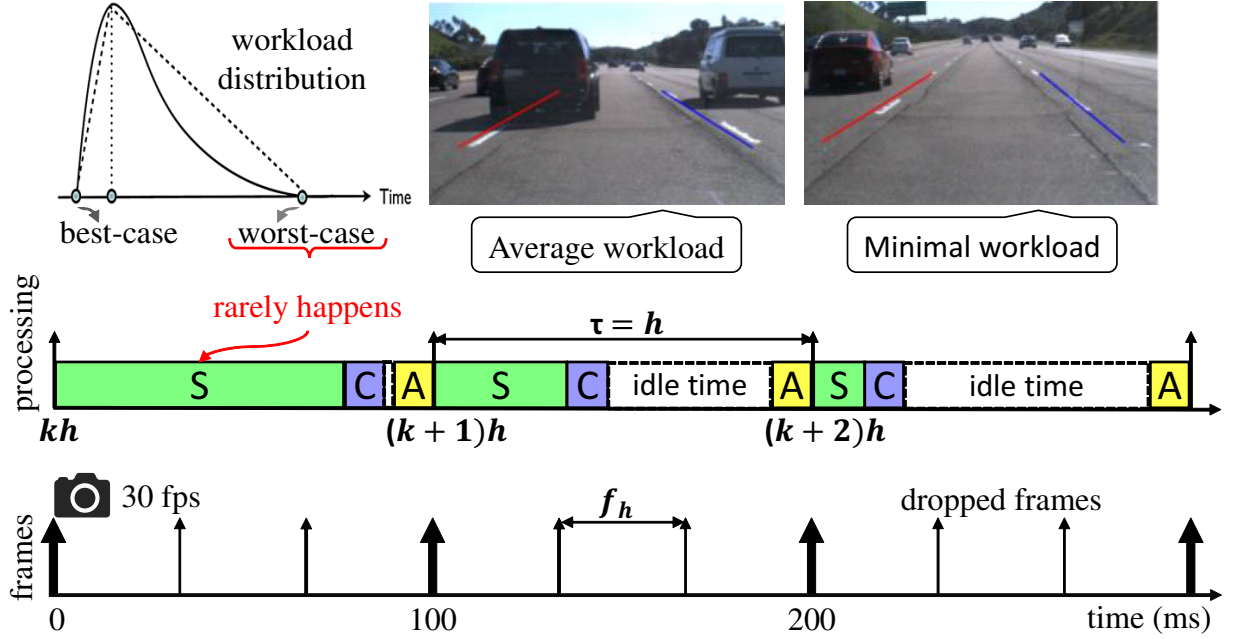 workload
distribution
Time
best-case
worst-case
Average workload
Minimal workload
rarely happens
τ = h
processing
S
C
A
S
C
idle time
A
S
C
idle time
A
kh
(k + 1)h
(k + 2)h
30 fps
f_h
dropped frames
frames
0
100
200
time (ms)